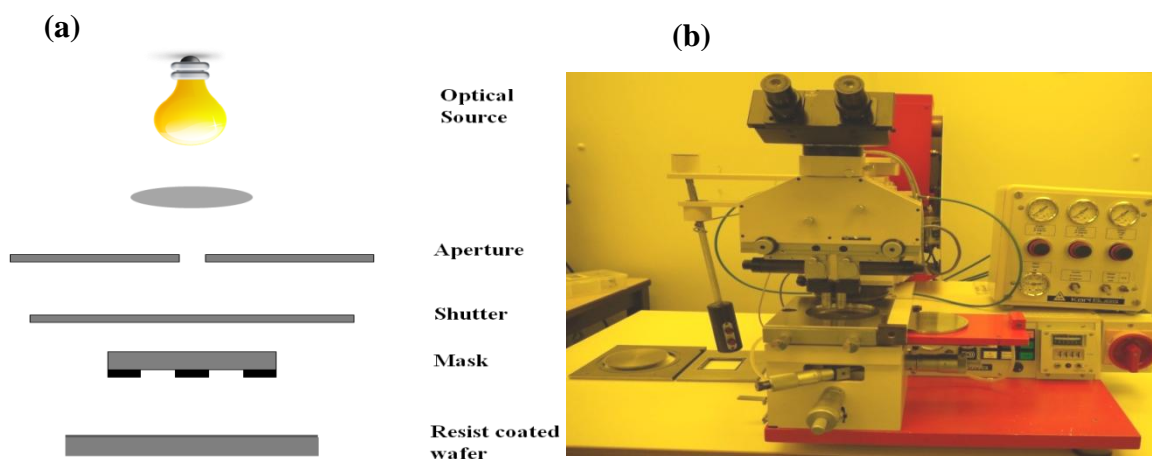 (a)
Optical
Source
Aperture
Shutter
Mask
Resist coated
wafer
(b)